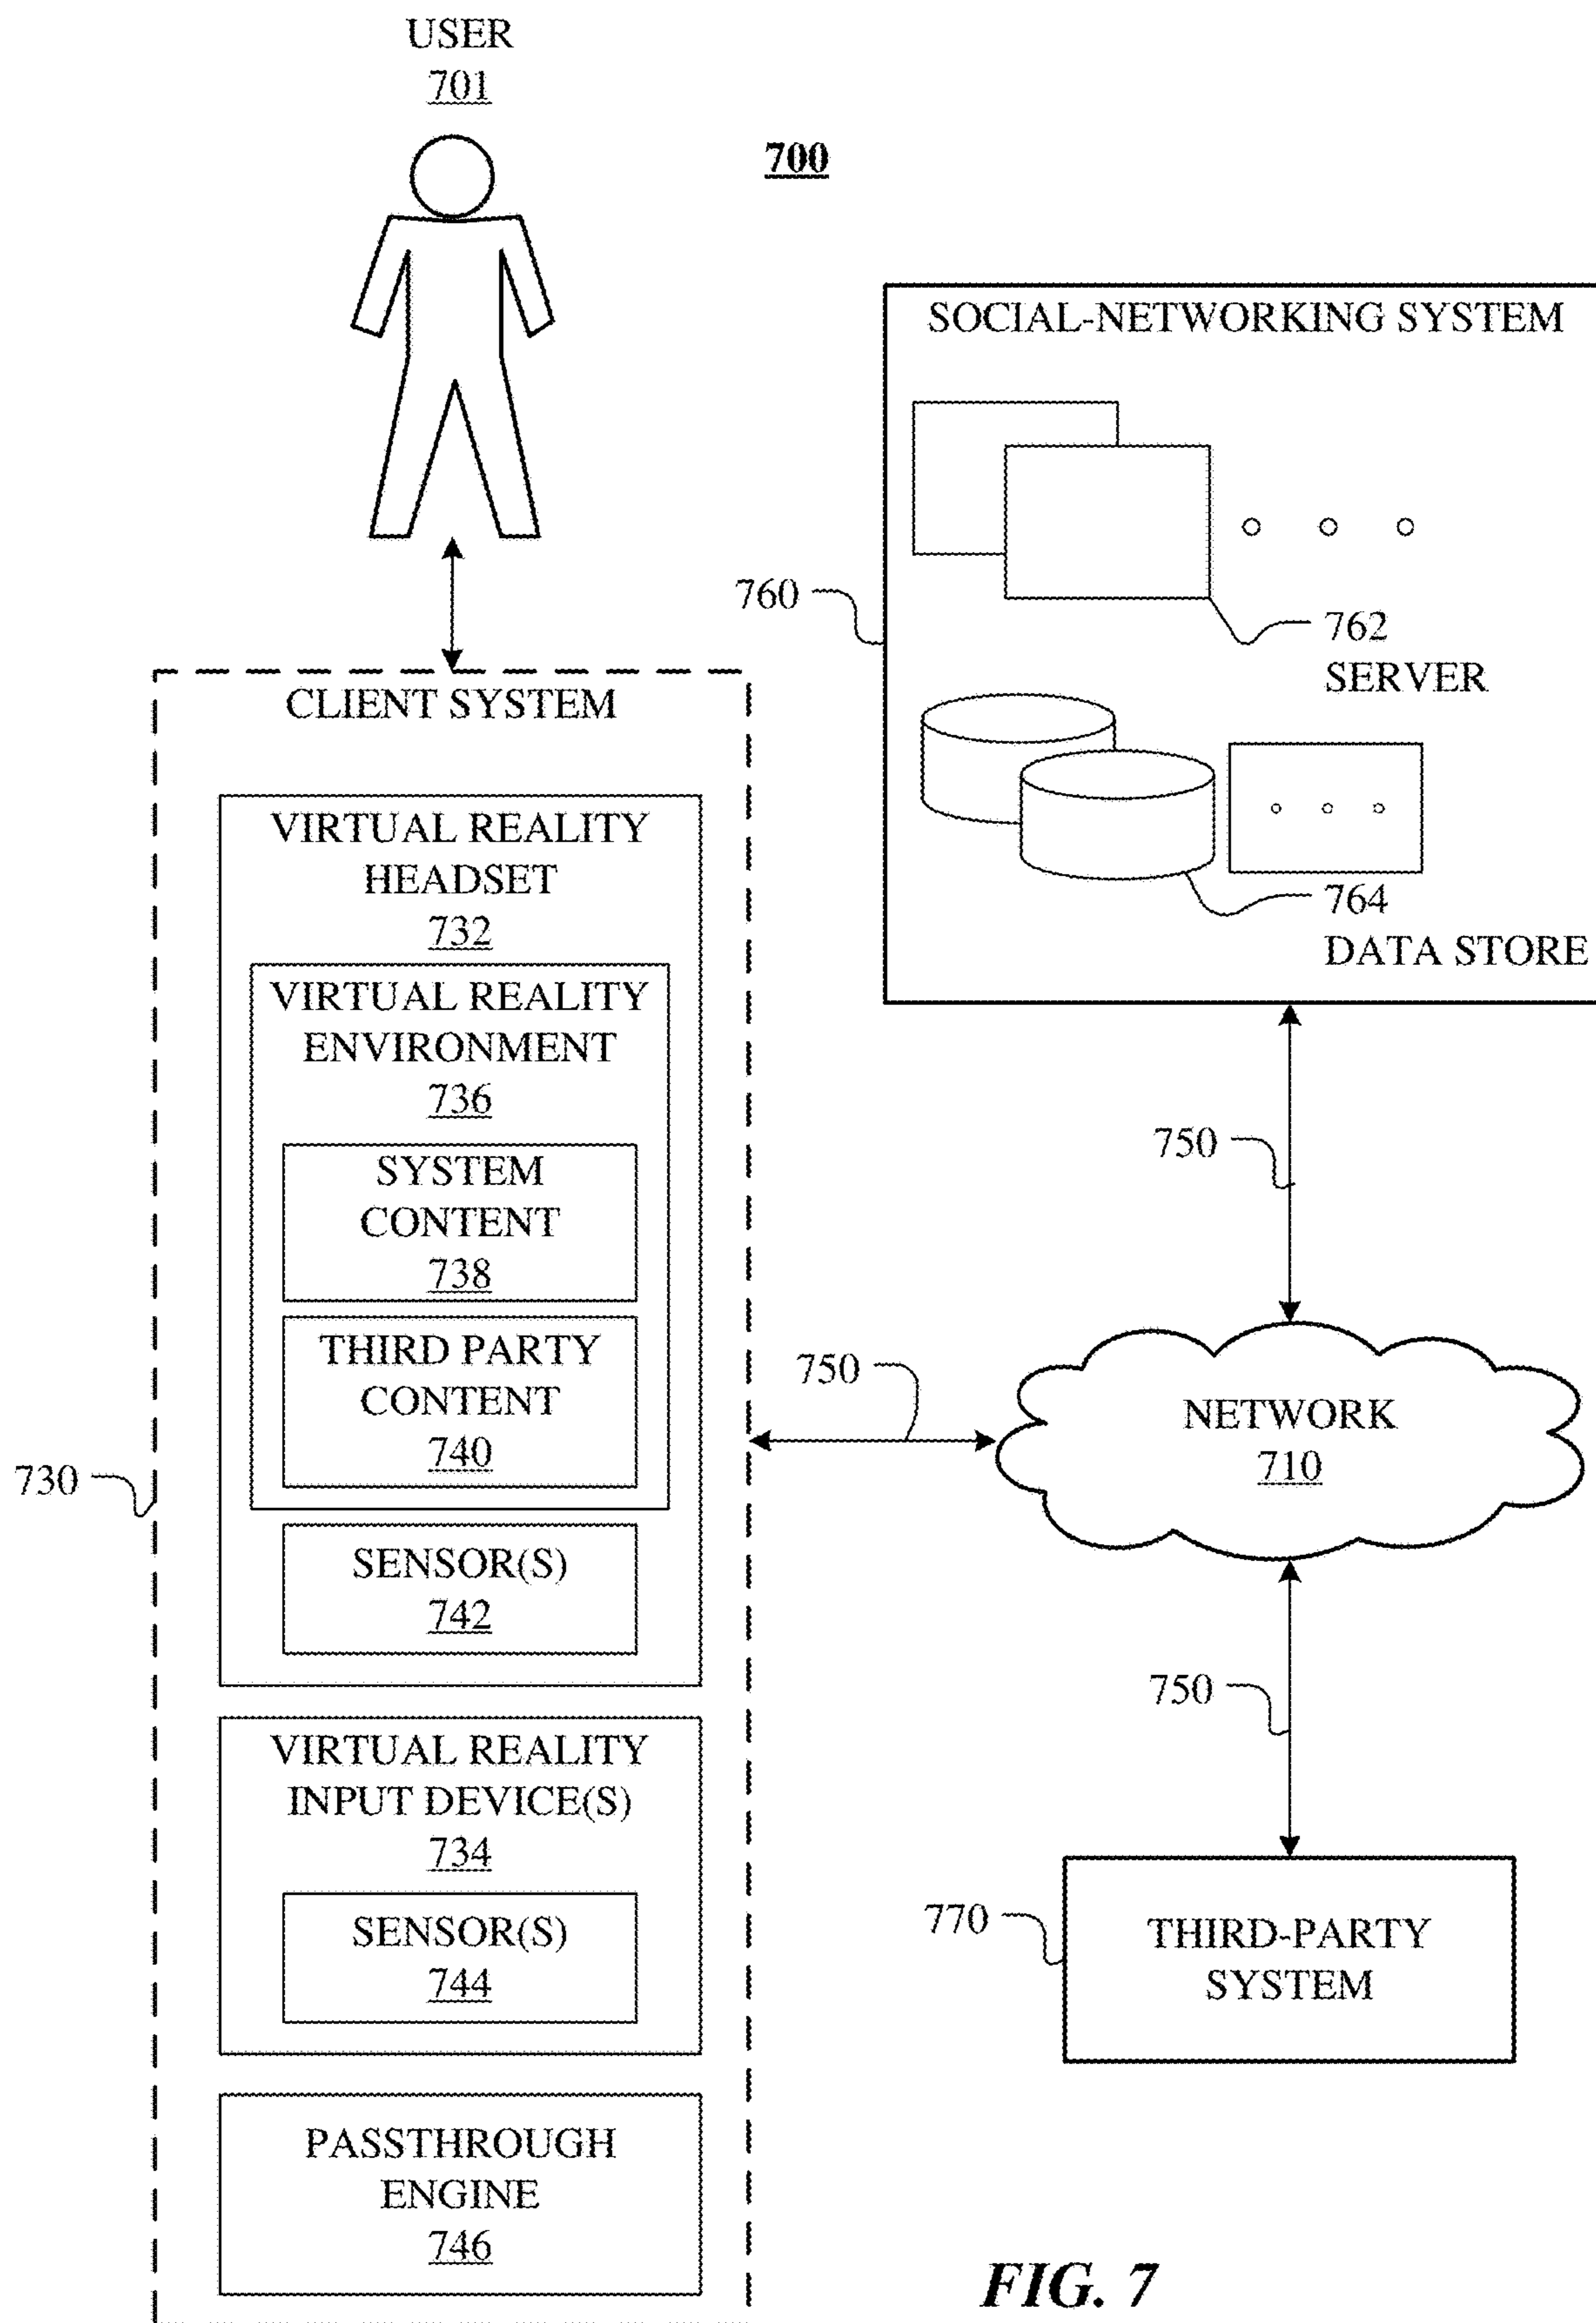 USER
701
700
SOCIAL-NETWORKING SYSTEM
760
762
SERVER
764
DATA STORE
CLIENT SYSTEM
VIRTUAL REALITY
HEADSET
732
VIRTUAL REALITY
ENVIRONMENT
736
SYSTEM
CONTENT
738
THIRD PARTY
CONTENT
740
SENSOR(S)
742
730
VIRTUAL REALITY
INPUT DEVICE(S)
734
SENSOR(S)
744
PASSTHROUGH
ENGINE
746
750
750
NETWORK
710
750
770
THIRD-PARTY
SYSTEM
FIG. 7